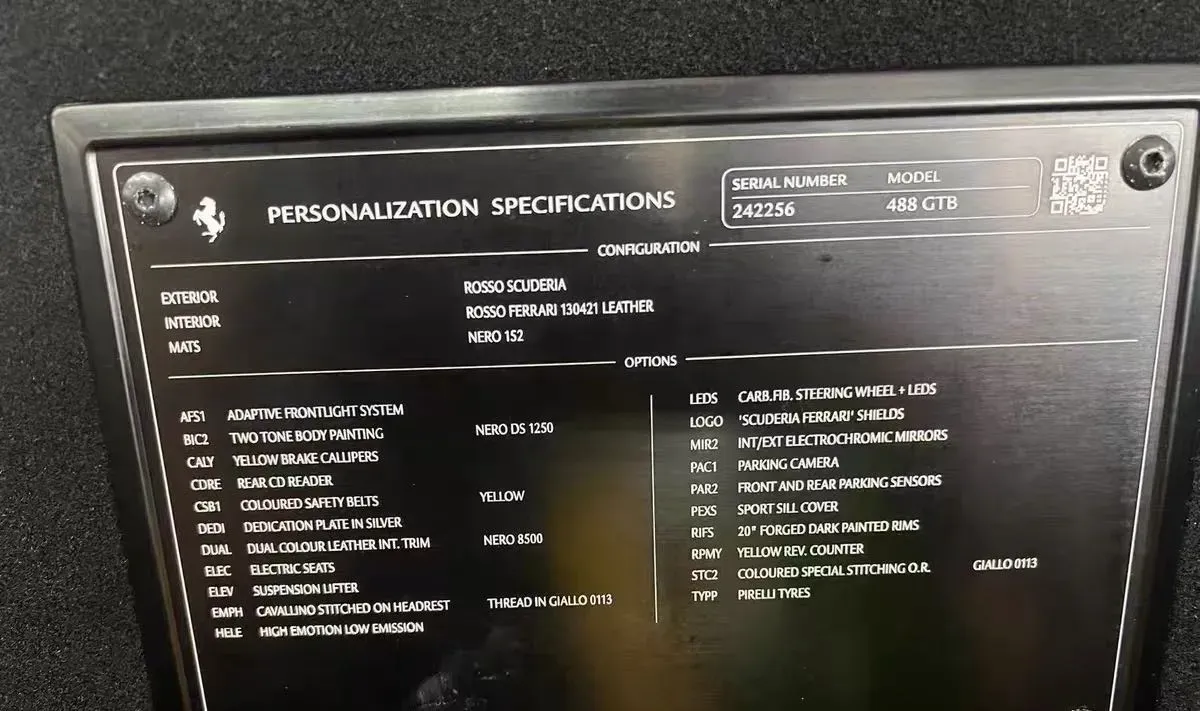 PERSONALIZATION SPECIFICATIONS
SERIAL NUMBER MODEL
242256 488 GTB
CONFIGURATION
EXTERIOR ROSSO SCUDERIA
INTERIOR ROSSO FERRARI 130421 LEATHER
MATS NERO 152
OPTIONS
AFS1 ADAPTIVE FRONTLIGHT SYSTEM
BIC2 TWO TONE BODY PAINTING NERO DS 1250
CALY YELLOW BRAKE CALLIPERS
CDRE REAR CD READER
CSB1 COLOURED SAFETY BELTS YELLOW
DEDI DEDICATION PLATE IN SILVER
DUAL DUAL COLOUR LEATHER INT. TRIM NERO 8500
ELEC ELECTRIC SEATS
ELEV SUSPENSION LIFTER
EMPH CAVALLINO STITCHED ON HEADREST THREAD IN GIALLO 0113
HELE HIGH EMOTION LOW EMISSION
LEDS CARB.FIB. STEERING WHEEL + LEDS
LOGO 'SCUDERIA FERRARI' SHIELDS
MIR2 INT/EXT ELECTROCHROMIC MIRRORS
PAC1 PARKING CAMERA
PAR2 FRONT AND REAR PARKING SENSORS
PEXS SPORT SILL COVER
RIFS 20" FORGED DARK PAINTED RIMS
RPMY YELLOW REV. COUNTER
STC2 COLOURED SPECIAL STITCHING O.R. GIALLO 0113
TYPP PIRELLI TYRES